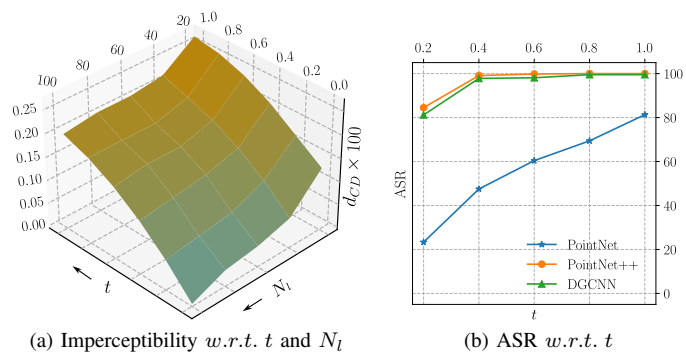 100 80 60 40 20
1.0 0.8 0.6 0.4 0.2 0.0
0.25
0.20
0.15
0.10
0.05
0.00
d_{CD} × 100
t
N_l
(a) Imperceptibility w.r.t. t and N_l
0.2 0.4 0.6 0.8 1.0
100
80
60
40
20
0
ASR
PointNet
PointNet++
DGCNN
t
(b) ASR w.r.t. t